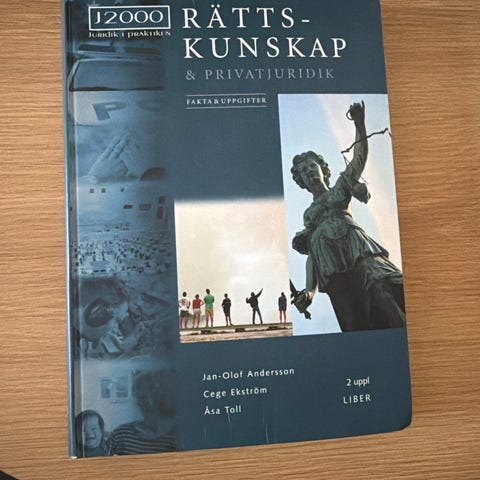 J2000
JURIDIK I PRAKTIKEN
RÄTTS-
KUNSKAP
& PRIVATJURIDIK
FAKTA & UPPGIFTER
Jan-Olof Andersson
Cege Ekström
Åsa Toll
2 uppl
LIBER